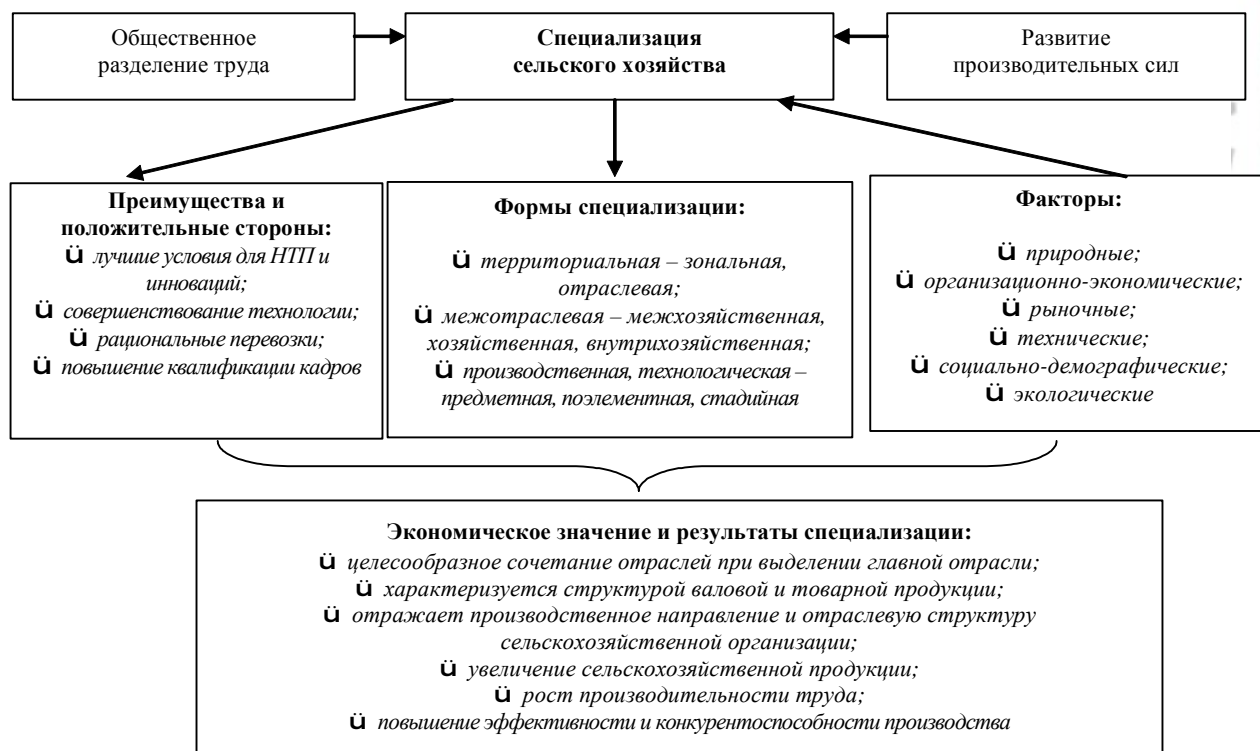 Общественное
разделение труда
Специализация
сельского хозяйства
Развитие
производительных сил
Преимущества и
положительные стороны:
ü лучшие условия для НТП и
инноваций;
ü совершенствование технологии;
ü рациональные перевозки;
ü повышение квалификации кадров
Формы специализации:
ü территориальная – зональная,
отраслевая;
ü межотраслевая – межхозяйственная,
хозяйственная, внутрихозяйственная;
ü производственная, технологическая –
предметная, поэлементная, стадийная
Факторы:
ü природные;
ü организационно-экономические;
ü рыночные;
ü технические;
ü социально-демографические;
ü экологические
Экономическое значение и результаты специализации:
ü целесообразное сочетание отраслей при выделении главной отрасли;
ü характеризуется структурой валовой и товарной продукции;
ü отражает производственное направление и отраслевую структуру
сельскохозяйственной организации;
ü увеличение сельскохозяйственной продукции;
ü рост производительности труда;
ü повышение эффективности и конкурентоспособности производства